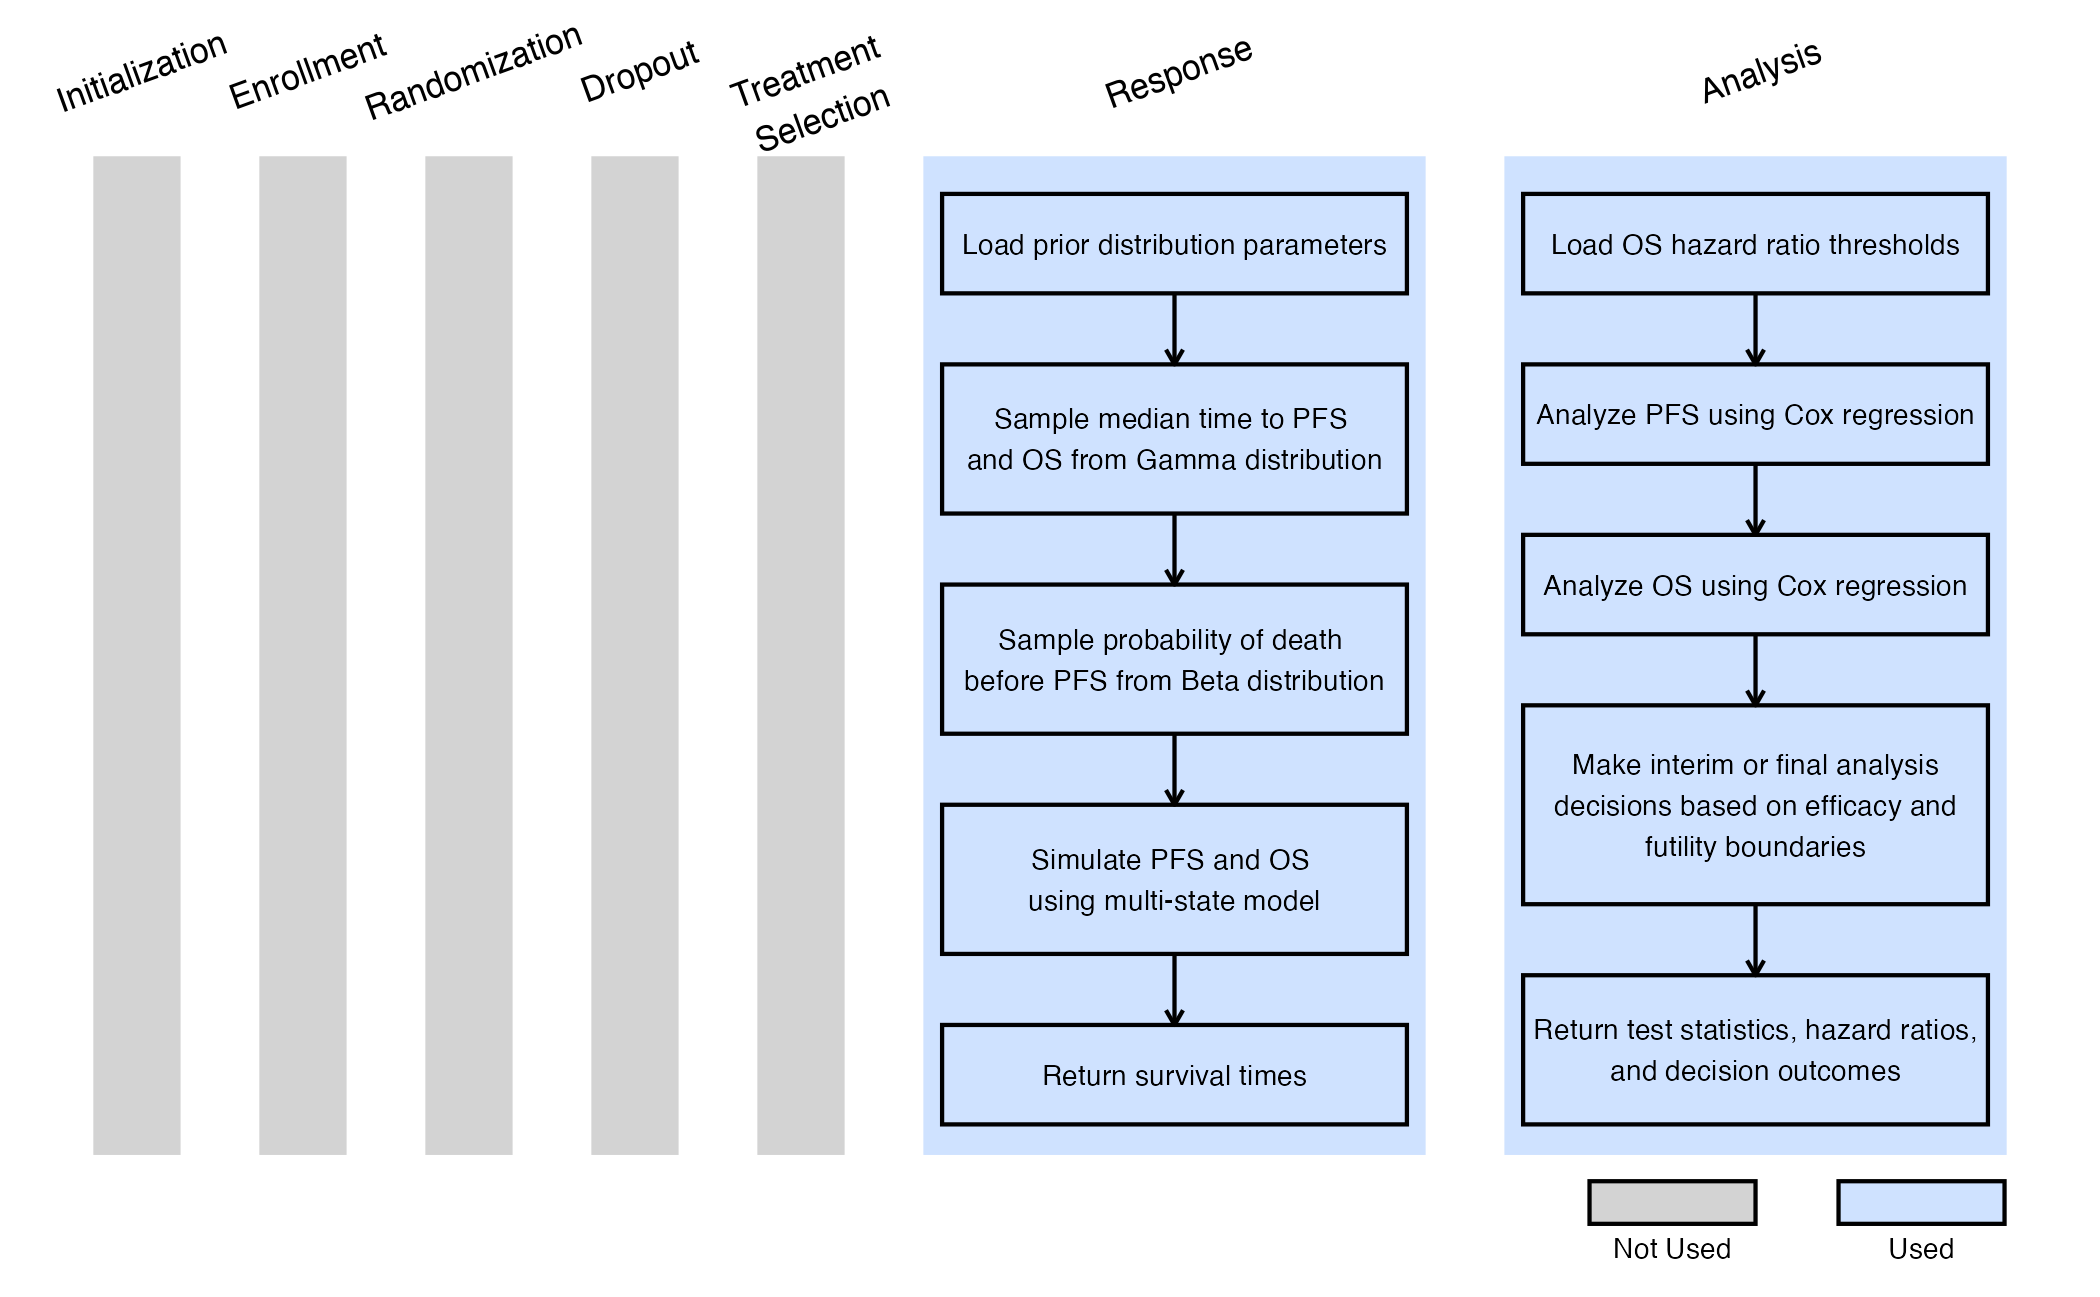 Initialization
Enrollment
Randomization
Dropout
Treatment
Selection
Response
Analysis
Load prior distribution parameters
Sample median time to PFS
and OS from Gamma distribution
Sample probability of death
before PFS from Beta distribution
Simulate PFS and OS
using multi-state model
Return survival times
Load OS hazard ratio thresholds
Analyze PFS using Cox regression
Analyze OS using Cox regression
Make interim or final analysis
decisions based on efficacy and
futility boundaries
Return test statistics, hazard ratios,
and decision outcomes
Not Used
Used